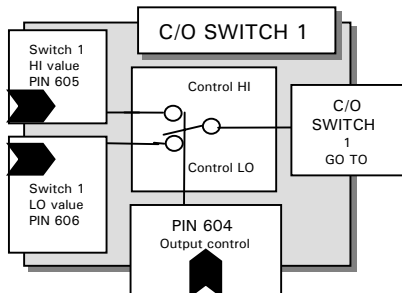 C/O SWITCH 1
Switch 1
HI value
PIN 605
Control HI
C/O
SWITCH
1
GO TO
Control LO
Switch 1
LO value
PIN 606
PIN 604
Output control